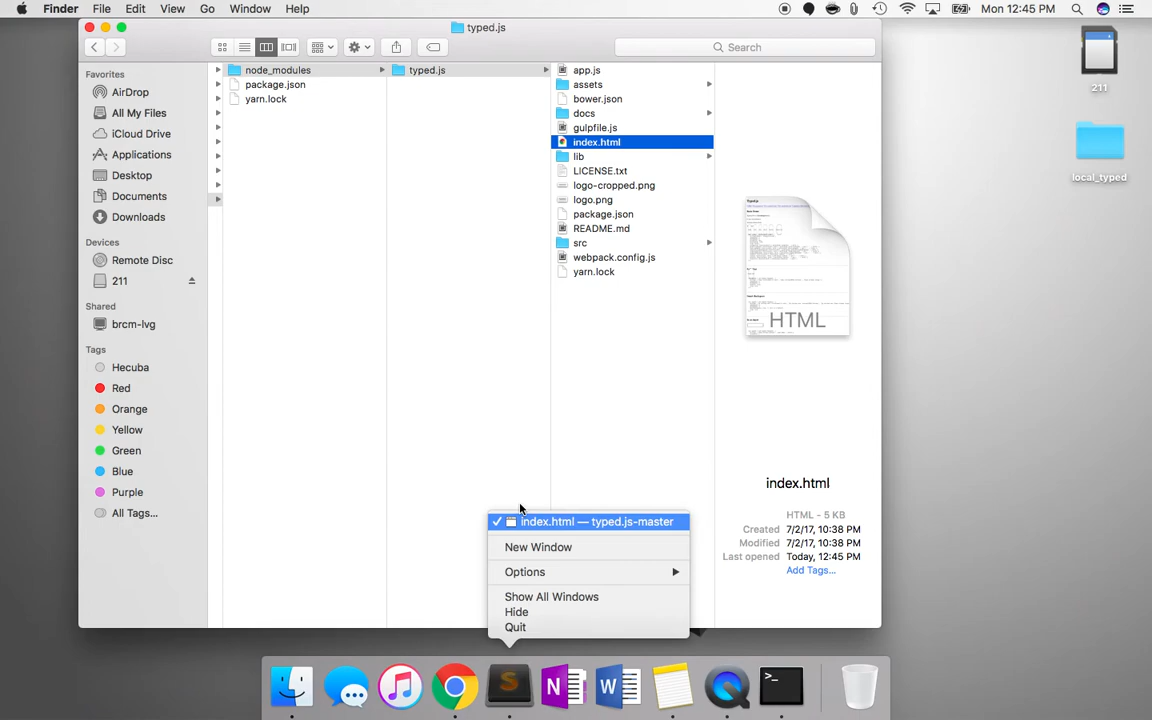 Finder File Edit View Go Window Help Mon 12:45 PM
typed.js
Search
Favorites
AirDrop
All My Files
iCloud Drive
Applications
Desktop
Documents
Downloads
Devices
Remote Disc
211
Shared
brcm-lvg
Tags
Hecuba
Red
Orange
Yellow
Green
Blue
Purple
All Tags...
node_modules
package.json
yarn.lock
typed.js
app.js
assets
bower.json
docs
gulpfile.js
index.html
lib
LICENSE.txt
logo-cropped.png
logo.png
package.json
README.md
src
webpack.config.js
yarn.lock
HTML
index.html
HTML - 5 KB
Created 7/2/17, 10:38 PM
Modified 7/2/17, 10:38 PM
Last opened Today, 12:45 PM
Add Tags...
211
local_typed
index.html — typed.js-master
New Window
Options
Show All Windows
Hide
Quit